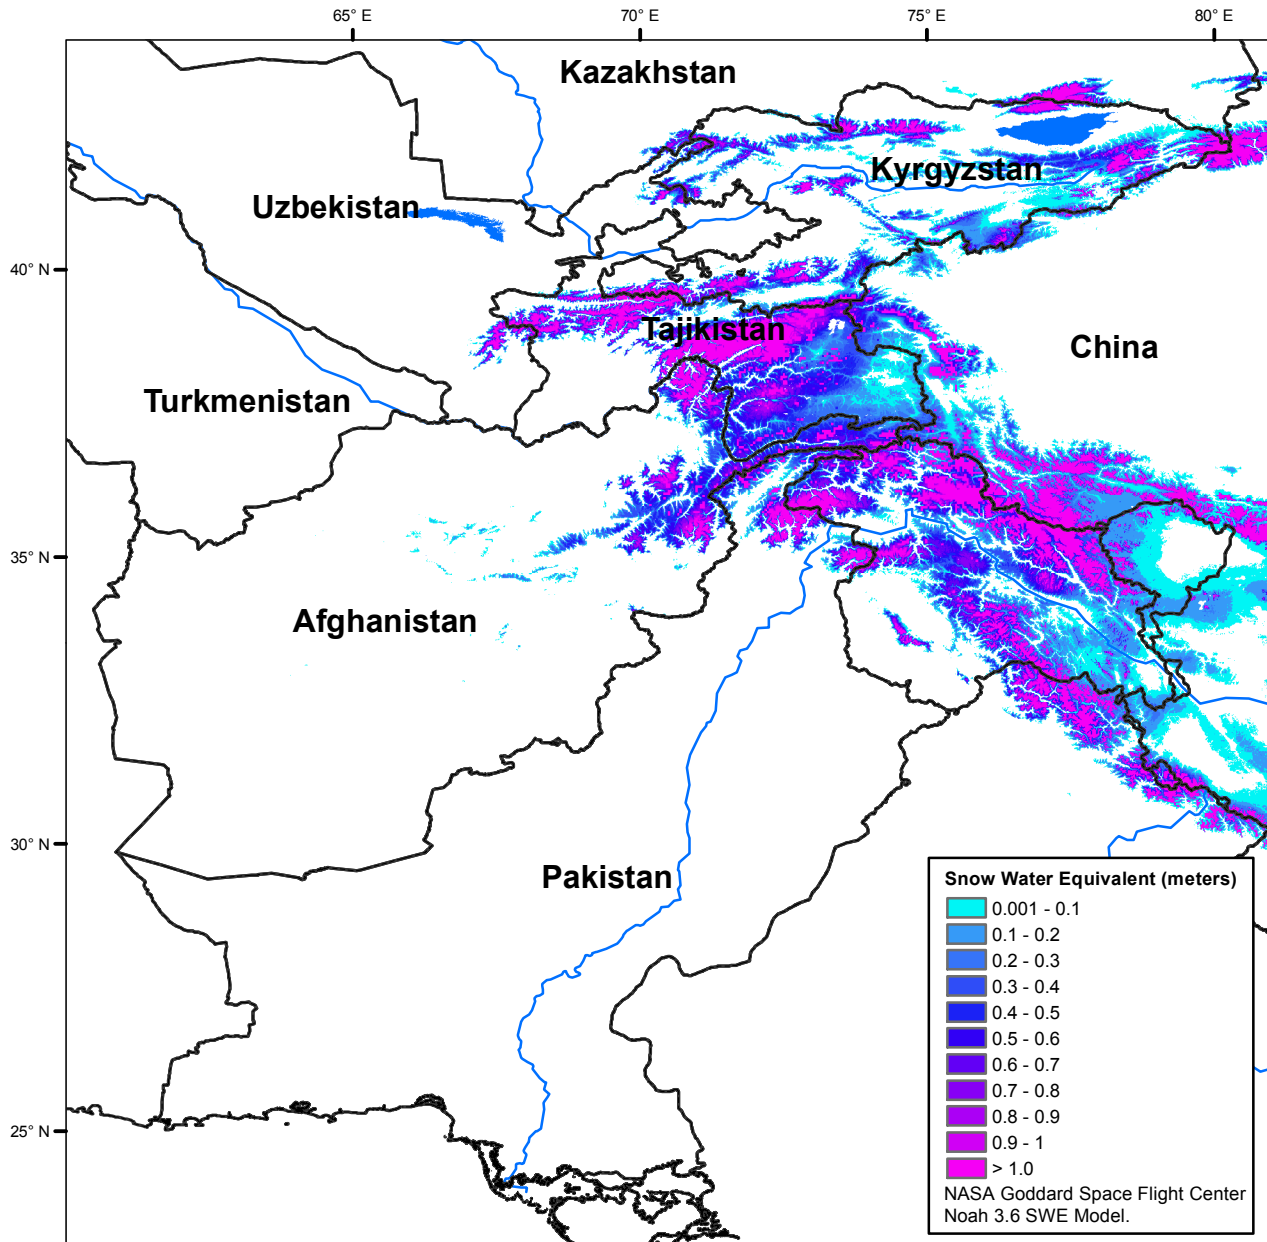 65° E
70° E
75° E
80° E
Kazakhstan
Kyrgyzstan
Uzbekistan
40° N
Tajikistan
China
Turkmenistan
35° N
Afghanistan
30° N
Pakistan
25° N
Snow Water Equivalent (meters)
0.001 - 0.1
0.1 - 0.2
0.2 - 0.3
0.3 - 0.4
0.4 - 0.5
0.5 - 0.6
0.6 - 0.7
0.7 - 0.8
0.8 - 0.9
0.9 - 1
> 1.0
NASA Goddard Space Flight Center
Noah 3.6 SWE Model.